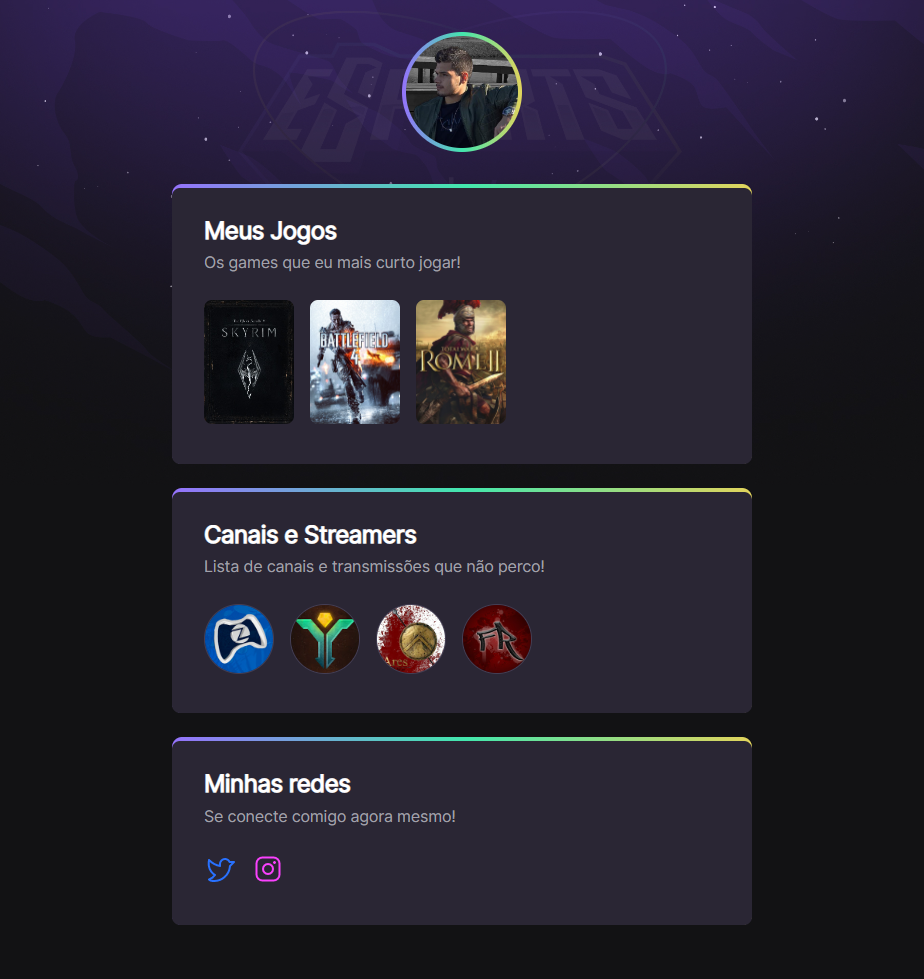 ESPORTS
Meus Jogos
Os games que eu mais curto jogar!
The Elder Scrolls V
SKYRIM
BATTLEFIELD
4
TOTAL WAR
ROME II
Canais e Streamers
Lista de canais e transmissões que não perco!
Z
Ares
FR
Minhas redes
Se conecte comigo agora mesmo!